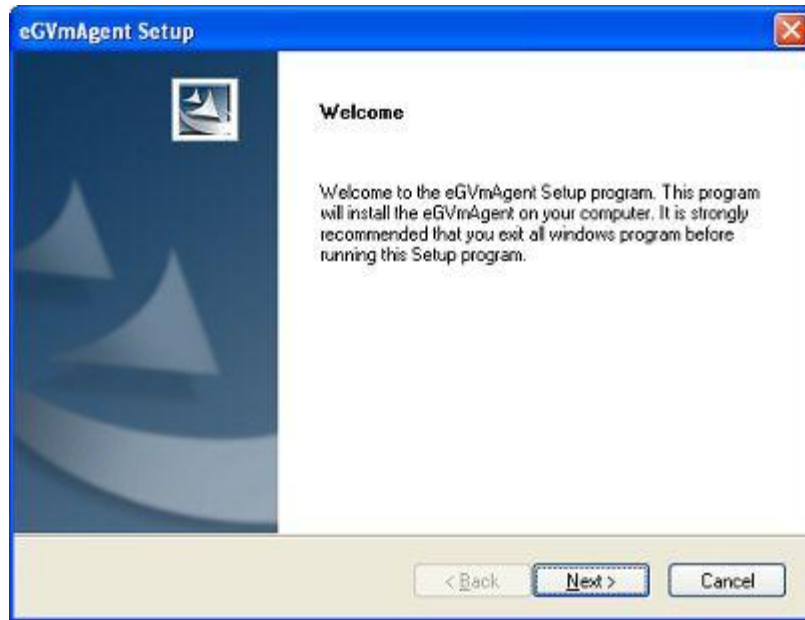 eGVmAgent Setup
Welcome
Welcome to the eGVmAgent Setup program. This program
will install the eGVmAgent on your computer. It is strongly
recommended that you exit all windows program before
running this Setup program.
< Back Next > Cancel